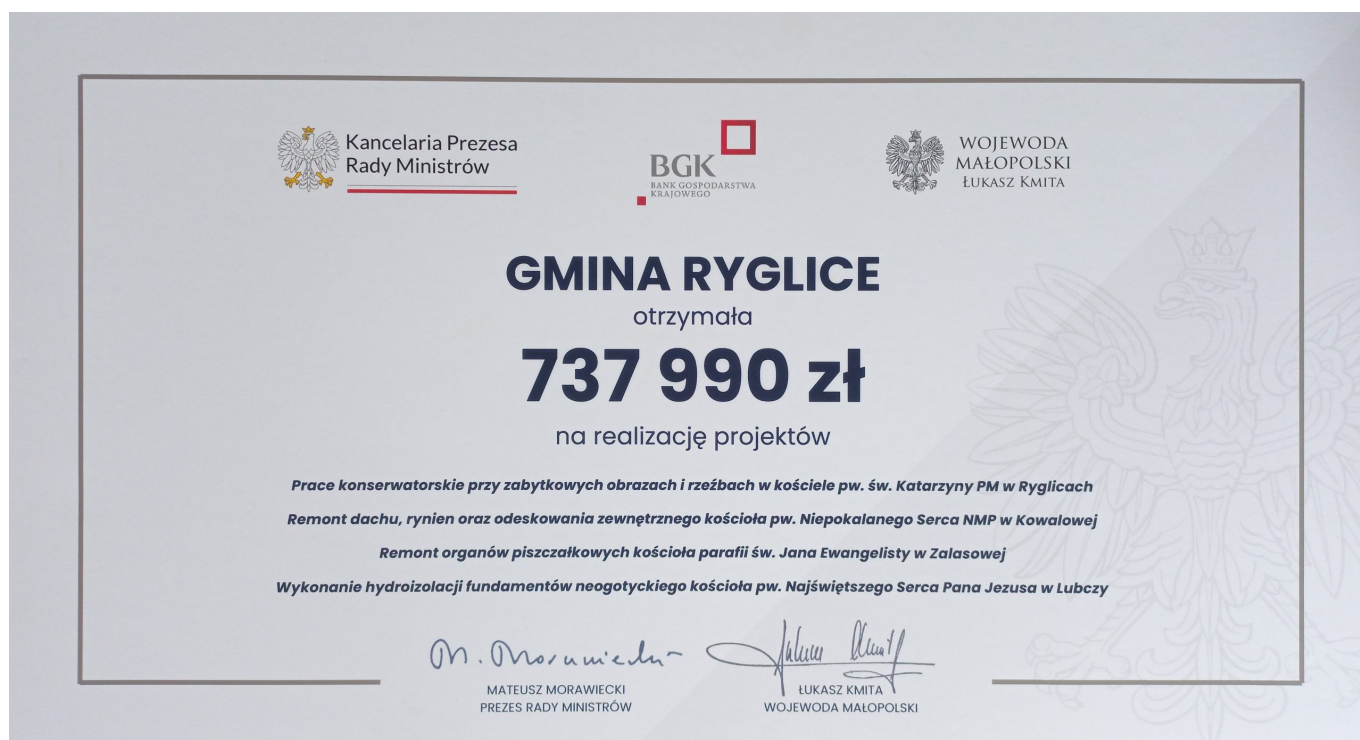 Kancelaria Prezesa
Rady Ministrów
BGK
BANK GOSPODARSTWA
KRAJOWEGO
WOJEWODA
MAŁOPOLSKI
ŁUKASZ KMITA
GMINA RYGLICE
otrzymała
737 990 zł
na realizację projektów
Prace konserwatorskie przy zabytkowych obrazach i rzeźbach w kościele pw. św. Katarzyny PM w Ryglicach
Remont dachu, rynien oraz odeskowania zewnętrznego kościoła pw. Niepokalanego Serca NMP w Kowalowej
Remont organów piszczałkowych kościoła parafii św. Jana Ewangelisty w Zalasowej
Wykonanie hydroizolacji fundamentów neogotyckiego kościoła pw. Najświętszego Serca Pana Jezusa w Lubczy
M. Morawiecki
MATEUSZ MORAWIECKI
PREZES RADY MINISTRÓW
Łukasz Kmita
ŁUKASZ KMITA
WOJEWODA MAŁOPOLSKI